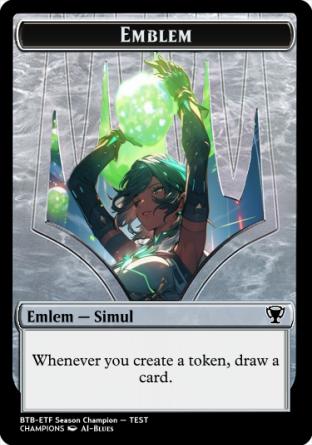 EMBLEM
Emlem — Simul
Whenever you create a token, draw a
card.
BTB-ETF Season Champion — TEST
CHAMPIONS AI-Blues